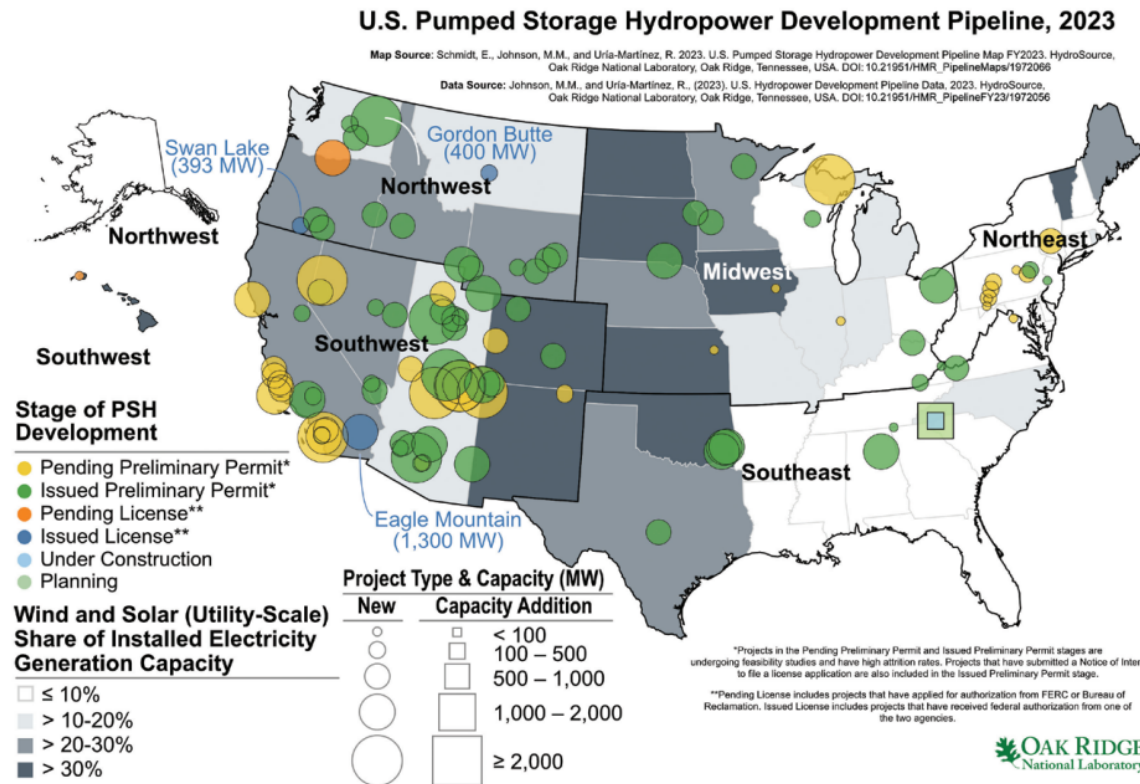 U.S. Pumped Storage Hydropower Development Pipeline, 2023
Map Source: Schmidt, E., Johnson, M.M., and Uría-Martínez, R. 2023. U.S. Pumped Storage Hydropower Development Pipeline Map FY2023. HydroSource,
Oak Ridge National Laboratory, Oak Ridge, Tennessee, USA. DOI: 10.21951/HMR_PipelineMaps/1972066
Data Source: Johnson, M.M., and Uría-Martínez, R., (2023). U.S. Hydropower Development Pipeline Data, 2023. HydroSource,
Oak Ridge National Laboratory, Oak Ridge, Tennessee, USA. DOI: 10.21951/HMR_PipelineFY23/1972056
Swan Lake
(393 MW)
Gordon Butte
(400 MW)
Northwest
Northwest
Northeast
Midwest
Southwest
Southwest
Southeast
Eagle Mountain
(1,300 MW)
Stage of PSH
Development
Pending Preliminary Permit*
Issued Preliminary Permit*
Pending License**
Issued License**
Under Construction
Planning
Wind and Solar (Utility-Scale)
Share of Installed Electricity
Generation Capacity
≤ 10%
> 10-20%
> 20-30%
> 30%
Project Type & Capacity (MW)
New Capacity Addition
< 100
100 – 500
500 – 1,000
1,000 – 2,000
≥ 2,000
*Projects in the Pending Preliminary Permit and Issued Preliminary Permit stages are
undergoing feasibility studies and have high attrition rates. Projects that have submitted a Notice of Inten
to file a license application are also included in the Issued Preliminary Permit stage.
**Pending License includes projects that have applied for authorization from FERC or Bureau of
Reclamation. Issued License includes projects that have received federal authorization from one of
the two agencies.
OAK RIDGE
National Laboratory